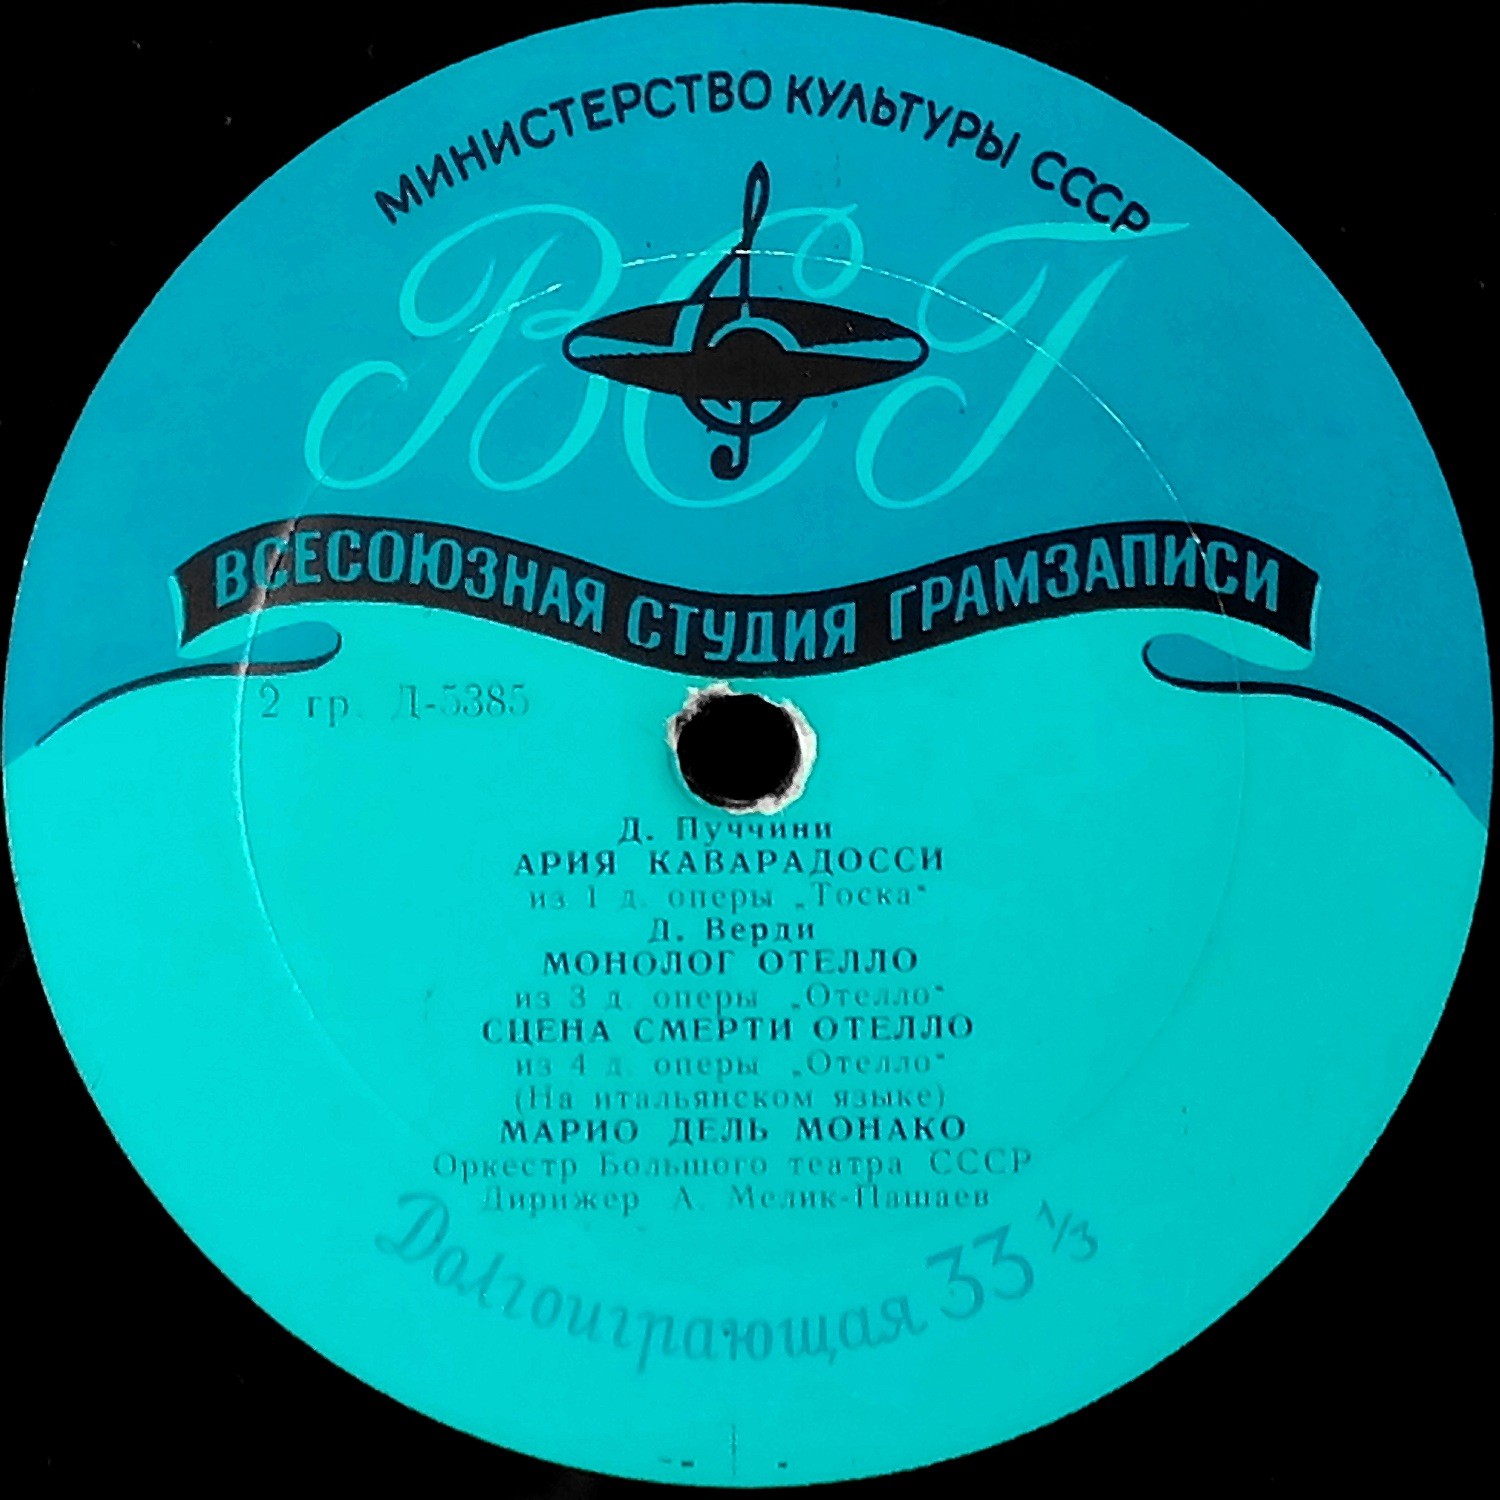 МИНИСТЕРСТВО КУЛЬТУРЫ СССР
ВСГ
ВСЕСОЮЗНАЯ СТУДИЯ ГРАМЗАПИСИ
2 гр. Д-5385
Д. Пуччини
АРИЯ КАВАРАДОССИ
из 1 д. оперы „Тоска“
Д. Верди
МОНОЛОГ ОТЕЛЛО
из 3 д. оперы „Отелло“
СЦЕНА СМЕРТИ ОТЕЛЛО
из 4 д. оперы „Отелло“
(На итальянском языке)
МАРИО ДЕЛЬ МОНАКО
Оркестр Большого театра СССР
Дирижер А. Мелик-Пашаев
Долгоиграющая 33 1/3